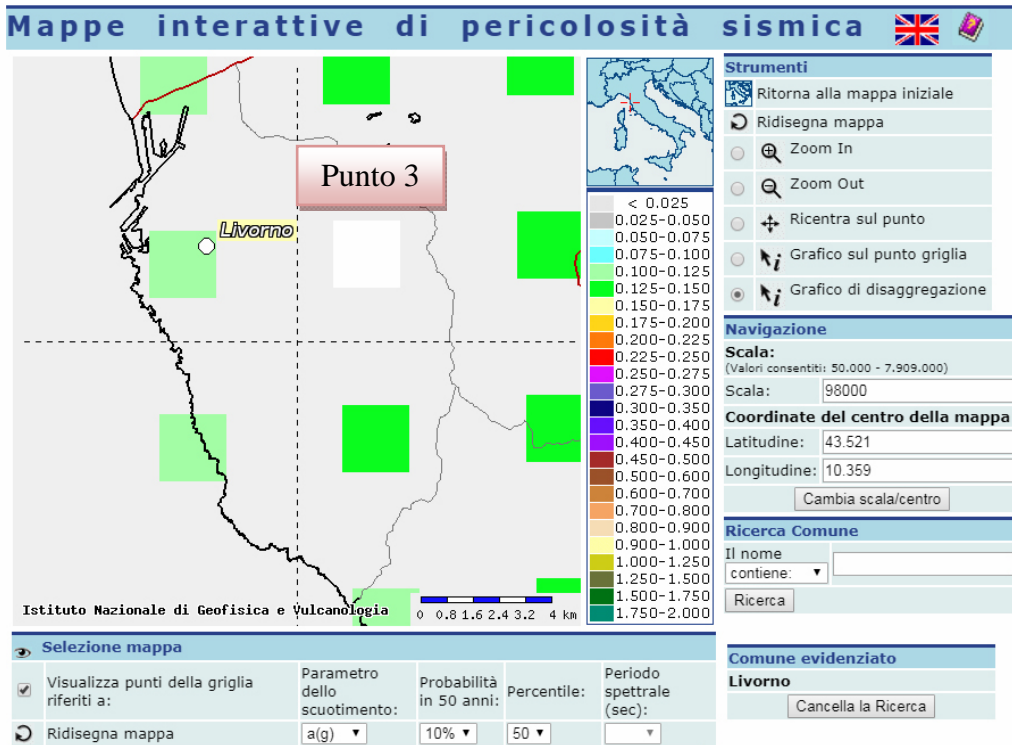 Mappe interattive di pericolosità sismica
Punto 3
Livorno
Istituto Nazionale di Geofisica e Vulcanologia
0 0.8 1.6 2.4 3.2 4 km
< 0.025
0.025-0.050
0.050-0.075
0.075-0.100
0.100-0.125
0.125-0.150
0.150-0.175
0.175-0.200
0.200-0.225
0.225-0.250
0.250-0.275
0.275-0.300
0.300-0.350
0.350-0.400
0.400-0.450
0.450-0.500
0.500-0.600
0.600-0.700
0.700-0.800
0.800-0.900
0.900-1.000
1.000-1.250
1.250-1.500
1.500-1.750
1.750-2.000
Strumenti
Ritorna alla mappa iniziale
Ridisegna mappa
Zoom In
Zoom Out
Ricentra sul punto
Grafico sul punto griglia
Grafico di disaggregazione
Navigazione
Scala:
(Valori consentiti: 50.000 - 7.909.000)
Scala: 98000
Coordinate del centro della mappa
Latitudine: 43.521
Longitudine: 10.359
Cambia scala/centro
Ricerca Comune
Il nome
contiene:
Ricerca
Comune evidenziato
Livorno
Cancella la Ricerca
Selezione mappa
Visualizza punti della griglia
riferiti a:
Parametro
dello
scuotimento:
Probabilità
in 50 anni:
Percentile:
Periodo
spettrale
(sec):
Ridisegna mappa a(g) 10% 50